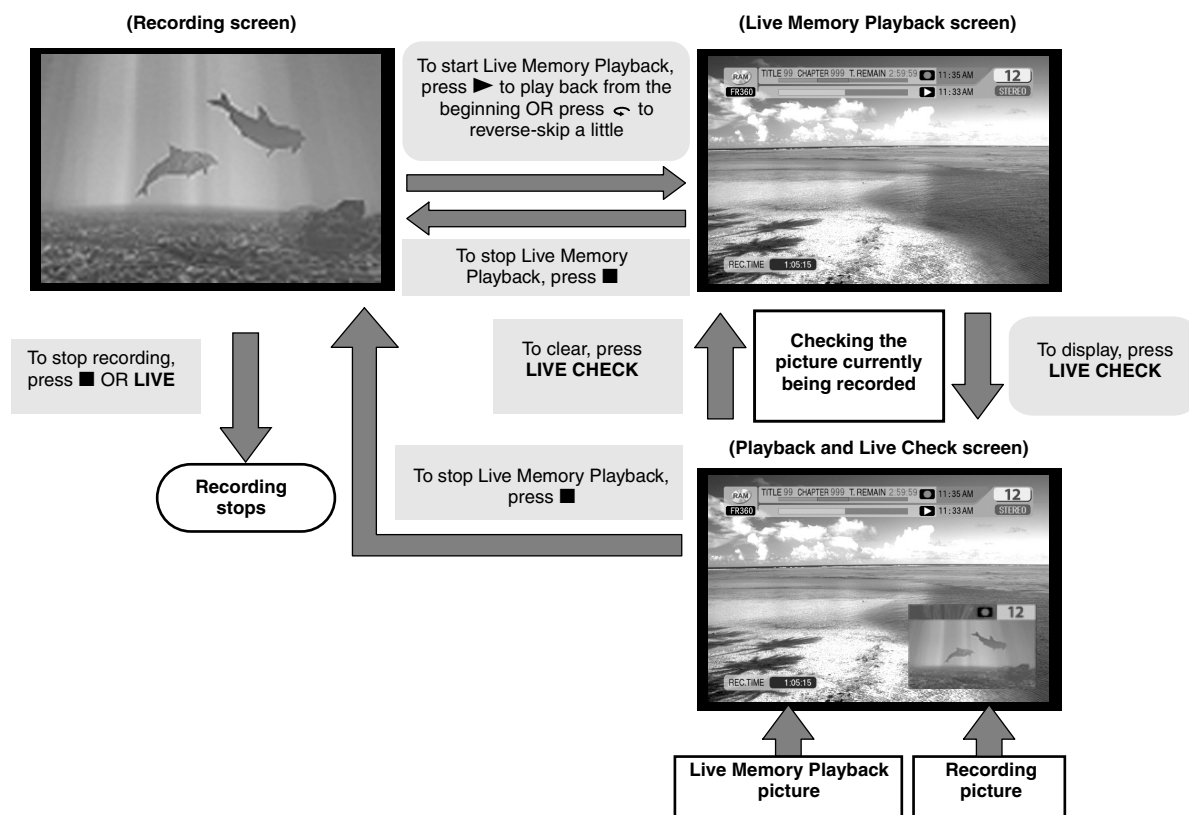 (Recording screen)
(Live Memory Playback screen)
To start Live Memory Playback,
press ► to play back from the
beginning OR press ⤺ to
reverse-skip a little
RAM
TITLE 99 CHAPTER 999 T. REMAIN 2:59:59
11:35 AM
12
FR360
11:33 AM
STEREO
REC.TIME 1:05:15
To stop Live Memory
Playback, press ■
To stop recording,
press ■ OR LIVE
To clear, press
LIVE CHECK
Checking the
picture currently
being recorded
To display, press
LIVE CHECK
(Playback and Live Check screen)
Recording
stops
To stop Live Memory Playback,
press ■
RAM
TITLE 99 CHAPTER 999 T. REMAIN 2:59:59
11:35 AM
12
FR360
11:33 AM
STEREO
12
REC.TIME 1:05:15
Live Memory Playback
picture
Recording
picture